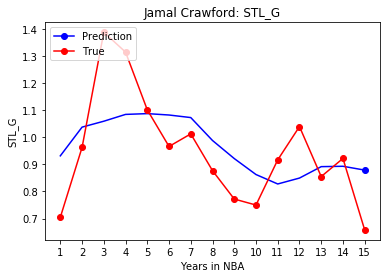 Jamal Crawford: STL_G
Prediction
True
STL_G
1.4
1.3
1.2
1.1
1.0
0.9
0.8
0.7
1 2 3 4 5 6 7 8 9 10 11 12 13 14 15
Years in NBA